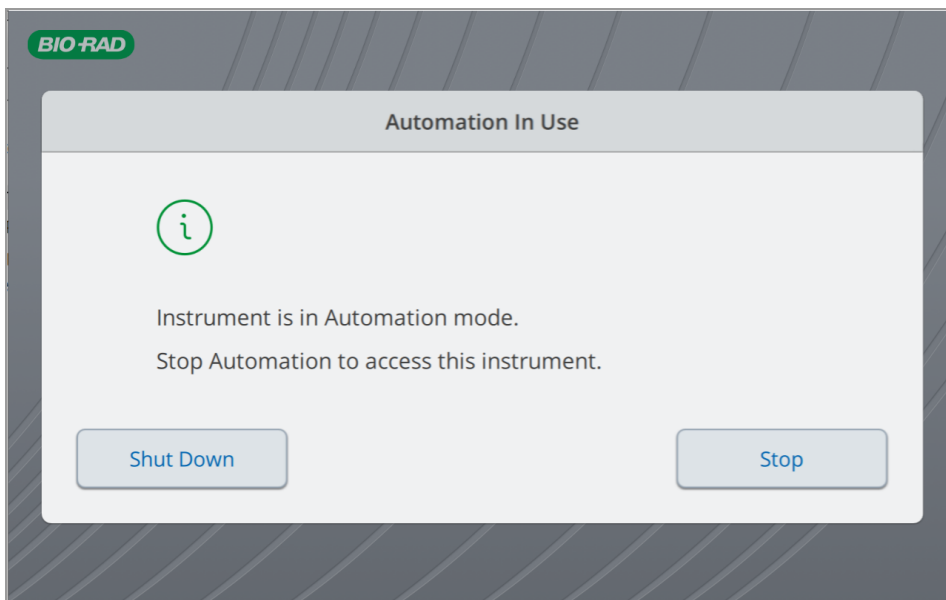 BIO-RAD
Automation In Use
Instrument is in Automation mode.
Stop Automation to access this instrument.
Shut Down
Stop